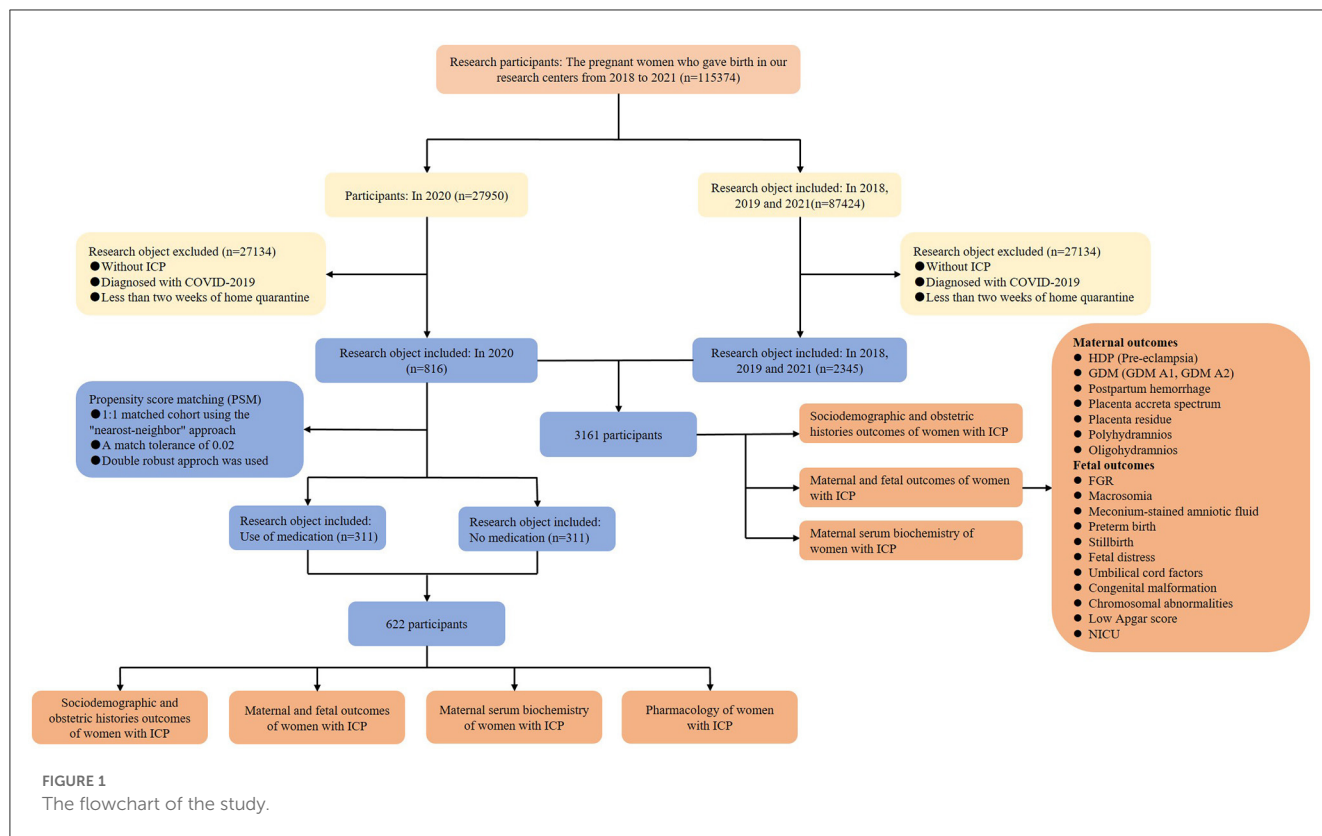 Research participants: The pregnant women who gave birth in our
research centers from 2018 to 2021 (n=115374)
Participants: In 2020 (n=27950)
Research object included: In 2018,
2019 and 2021(n=87424)
Research object excluded (n=27134)
●Without ICP
●Diagnosed with COVID-2019
●Less than two weeks of home quarantine
Research object excluded (n=27134)
●Without ICP
●Diagnosed with COVID-2019
●Less than two weeks of home quarantine
Research object included: In 2020
(n=816)
Research object included: In 2018,
2019 and 2021 (n=2345)
Propensity score matching (PSM)
●1:1 matched cohort using the
"nearost-neighbor" approach
●A match tolerance of 0.02
●Double robust approch was used
3161 participants
Sociodemographic and obstetric
histories outcomes of women with ICP
Maternal and fetal outcomes of women
with ICP
Maternal serum biochemistry of
women with ICP
Maternal outcomes
● HDP (Pre-eclampsia)
● GDM (GDM A1, GDM A2)
● Postpartum hemorrhage
● Placenta accreta spectrum
● Placenta residue
● Polyhydramnios
● Oligohydramnios
Fetal outcomes
● FGR
● Macrosomia
● Meconium-stained amniotic fluid
● Preterm birth
● Stillbirth
● Fetal distress
● Umbilical cord factors
● Congenital malformation
● Chromosomal abnormalities
● Low Apgar score
● NICU
Research object included:
Use of medication (n=311)
Research object included:
No medication (n=311)
622 participants
Sociodemographic and
obstetric histories outcomes
of women with ICP
Maternal and fetal outcomes
of women with ICP
Maternal serum biochemistry
of women with ICP
Pharmacology of women
with ICP
FIGURE 1
The flowchart of the study.